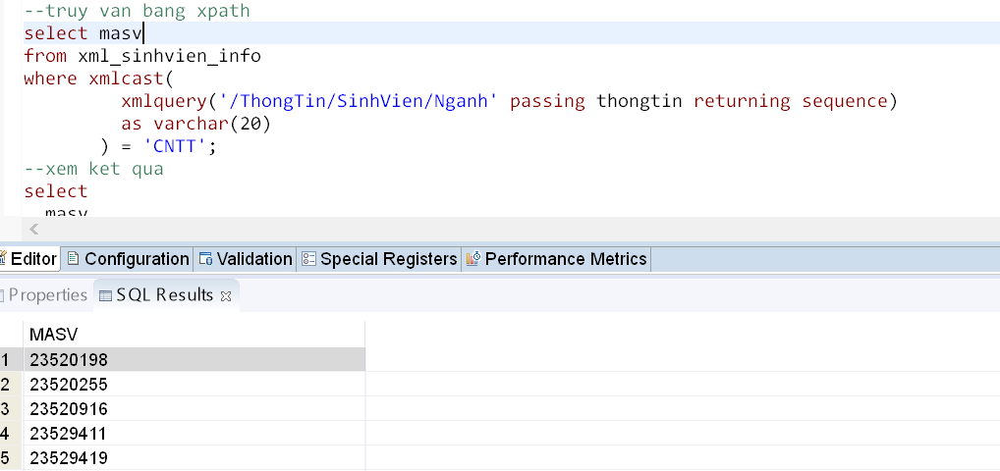 --truy van bang xpath
select masv
from xml_sinhvien_info
where xmlcast(
xmlquery('/ThongTin/SinhVien/Nganh' passing thongtin returning sequence)
as varchar(20)
) = 'CNTT';
--xem ket qua
select
masv
Editor Configuration Validation Special Registers Performance Metrics
Properties SQL Results
MASV
1 23520198
2 23520255
3 23520916
4 23529411
5 23529419